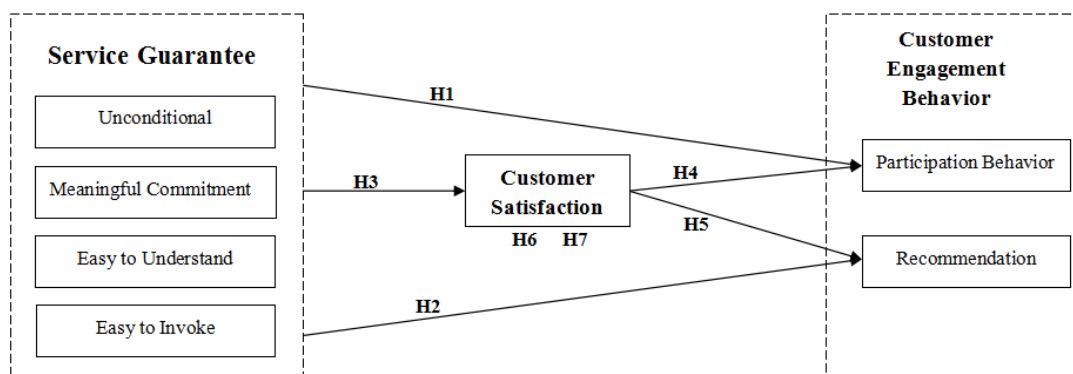 Service Guarantee
Unconditional
Meaningful Commitment
Easy to Understand
Easy to Invoke
H1
H3
Customer
Satisfaction
H6 H7
H4
H5
H2
Customer
Engagement
Behavior
Participation Behavior
Recommendation